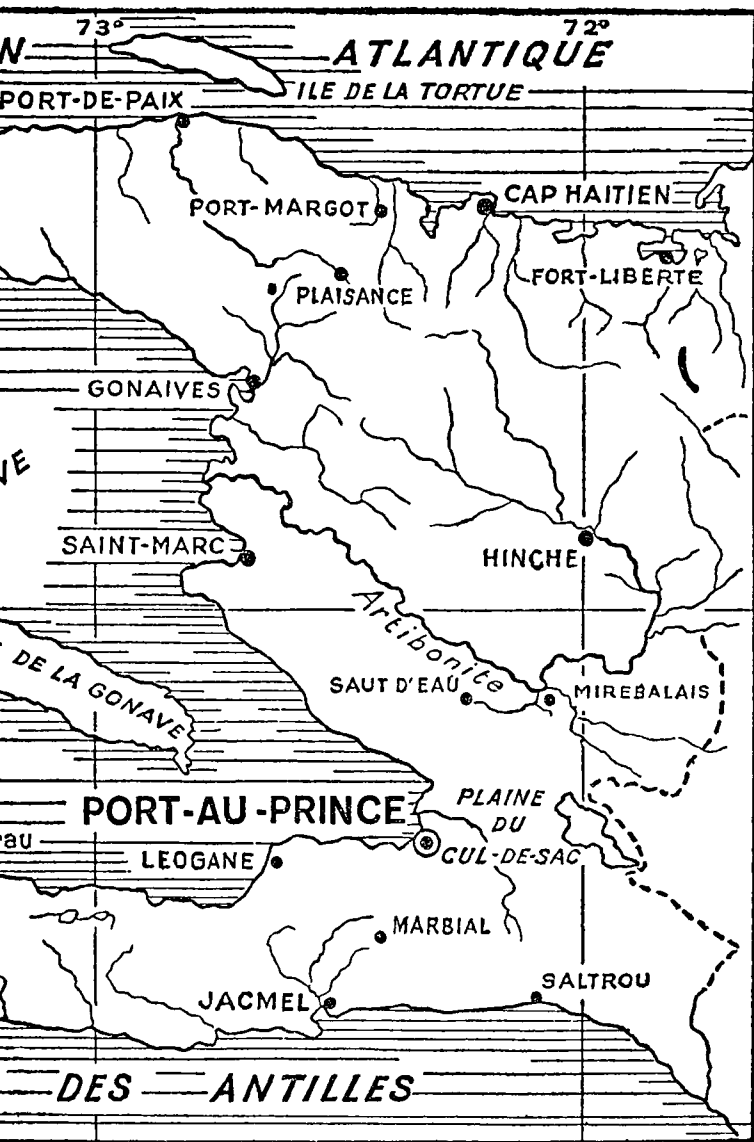 73° 72°
N ATLANTIQUE
ILE DE LA TORTUE
PORT-DE-PAIX
CAP HAITIEN
PORT-MARGOT
FORT-LIBERTE
PLAISANCE
GONAIVES
VE
SAINT-MARC
HINCHE
Artibonite
DE LA GONAVE
SAUT D'EAU
MIREBALAIS
PORT-AU-PRINCE
PLAINE
DU
CUL-DE-SAC
au
LEOGANE
MARBIAL
JACMEL
SALTROU
DES ANTILLES